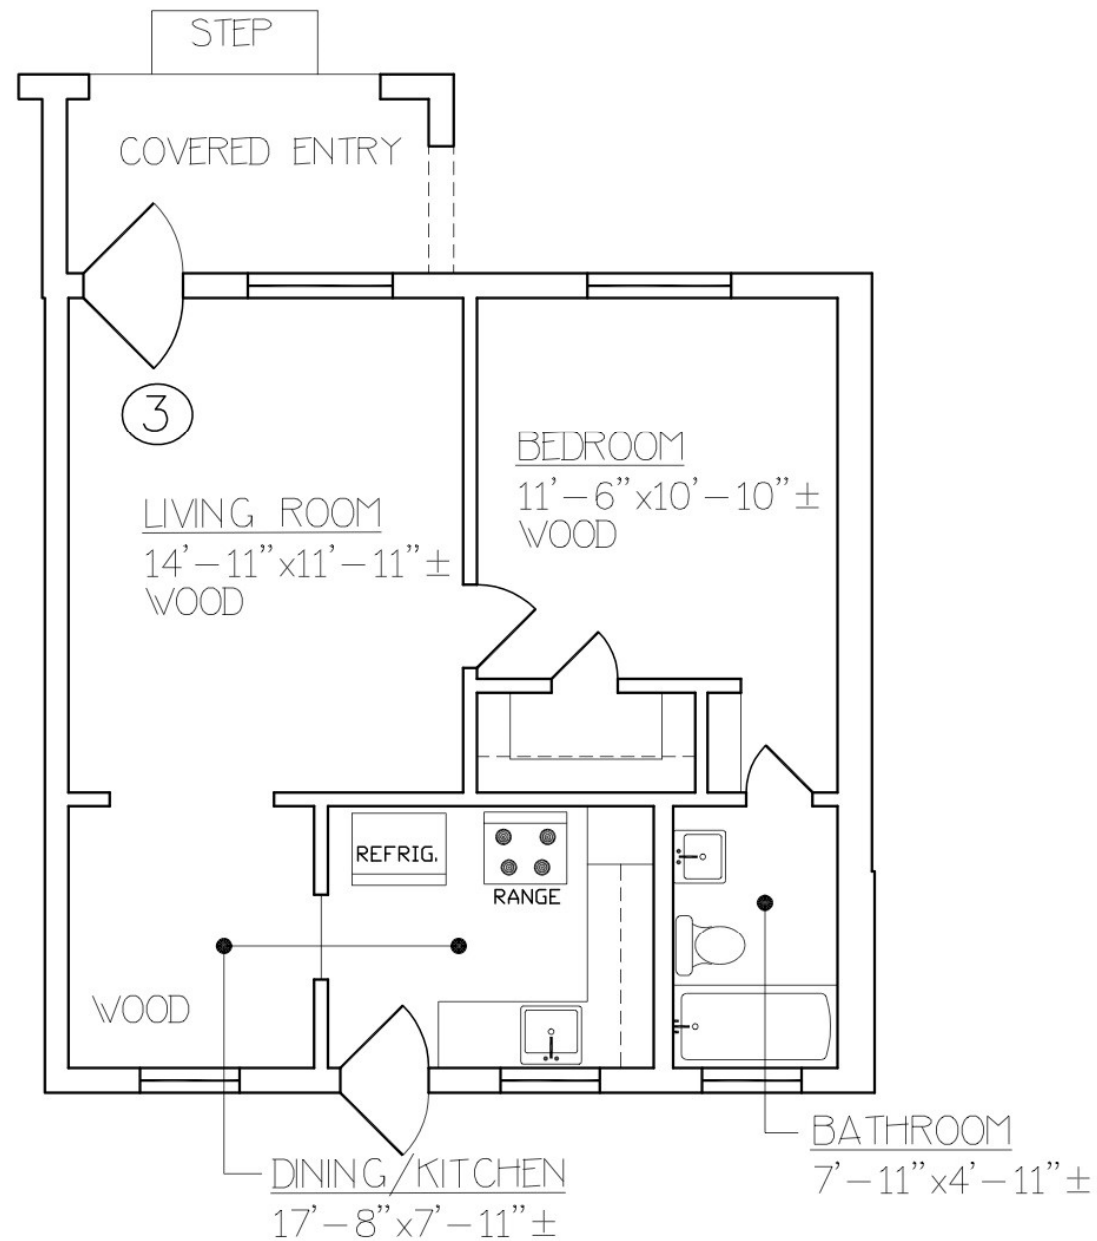 STEP
COVERED ENTRY
3
BEDROOM
11'-6"x10'-10"±
WOOD
LIVING ROOM
14'-11"x11'-11"±
WOOD
REFRIG.
RANGE
WOOD
BATHROOM
7'-11"x4'-11"±
DINING/KITCHEN
17'-8"x7'-11"±